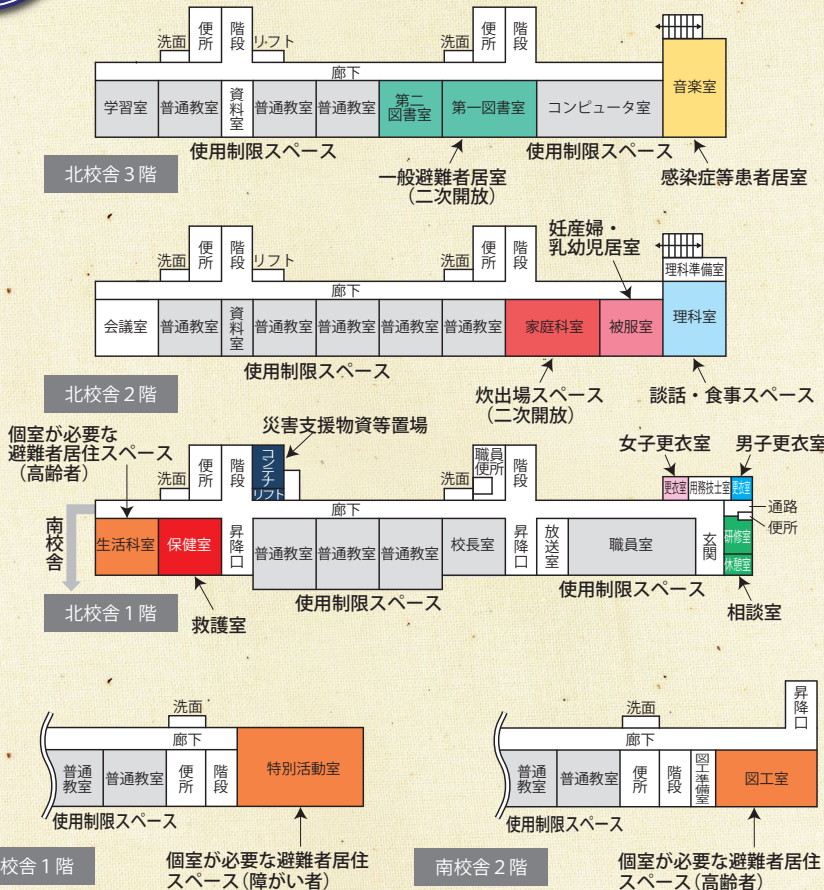 便所
階段
便所
階段
洗面
リフト
洗面
廊下
音楽室
学習室
普通教室
資料室
普通教室
普通教室
第二
図書室
第一図書室
コンピュータ室
使用制限スペース
使用制限スペース
北校舎3階
一般避難者居室
(二次開放)
感染症等患者居室
妊産婦・
乳幼児居室
便所
階段
便所
階段
洗面
リフト
洗面
理科準備室
廊下
会議室
普通教室
資料室
普通教室
普通教室
普通教室
普通教室
家庭科室
被服室
理科室
使用制限スペース
北校舎2階
炊出場スペース
(二次開放)
談話・食事スペース
個室が必要な
避難者居住スペース
(高齢者)
災害支援物資等置場
女子更衣室
男子更衣室
便所
階段
コンテナ
リフト
職員
便所
階段
洗面
洗面
更衣室
用務技士室
更衣室
廊下
通路
便所
南校舎
生活科室
保健室
昇降口
普通教室
普通教室
普通教室
校長室
昇降口
放送室
職員室
玄関
研修室
休憩室
使用制限スペース
使用制限スペース
北校舎1階
救護室
相談室
洗面
廊下
普通
教室
普通教室
便所
階段
特別活動室
使用制限スペース
校舎1階
個室が必要な避難者居住
スペース(障がい者)
昇降口
洗面
廊下
普通
教室
普通教室
便所
階段
図工準備室
図工室
使用制限スペース
南校舎2階
個室が必要な避難者居住
スペース(高齢者)